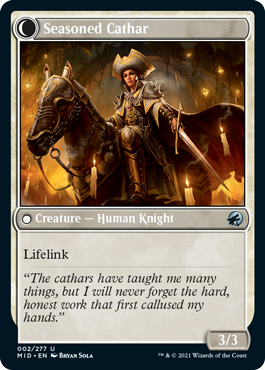 Seasoned Cathar
Creature — Human Knight
Lifelink
“The cathars have taught me many
things, but I will never forget the hard,
honest work that first callused my
hands.”
3/3
002/277 U
MID • EN BRYAN SOLA
™ & © 2021 Wizards of the Coast